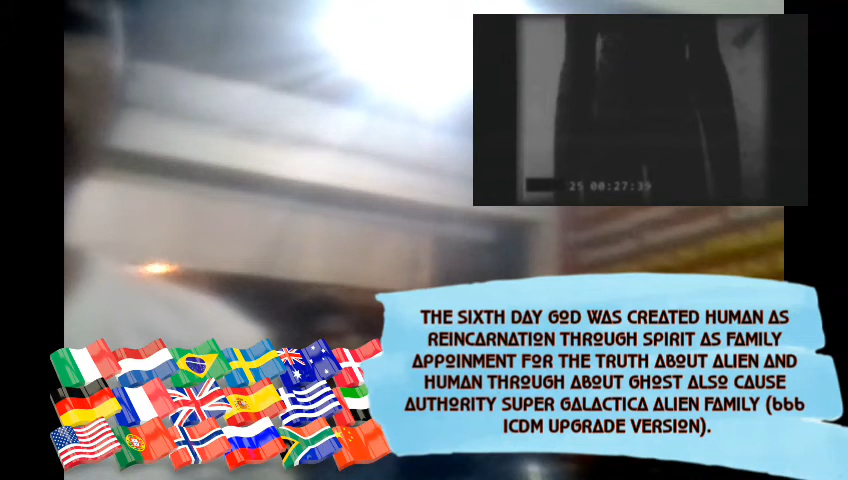 25 08:27:39
THE SIXTH DAY GOD WAS CREATED HUMAN AS
REINCARNATION THROUGH SPIRIT AS FAMILY
APPOINMENT FOR THE TRUTH ABOUT ALIEN AND
HUMAN THROUGH ABOUT GHOST ALSO CAUSE
AUTHORITY SUPER GALACTICA ALIEN FAMILY (666
ICDM UPGRADE VERSION).